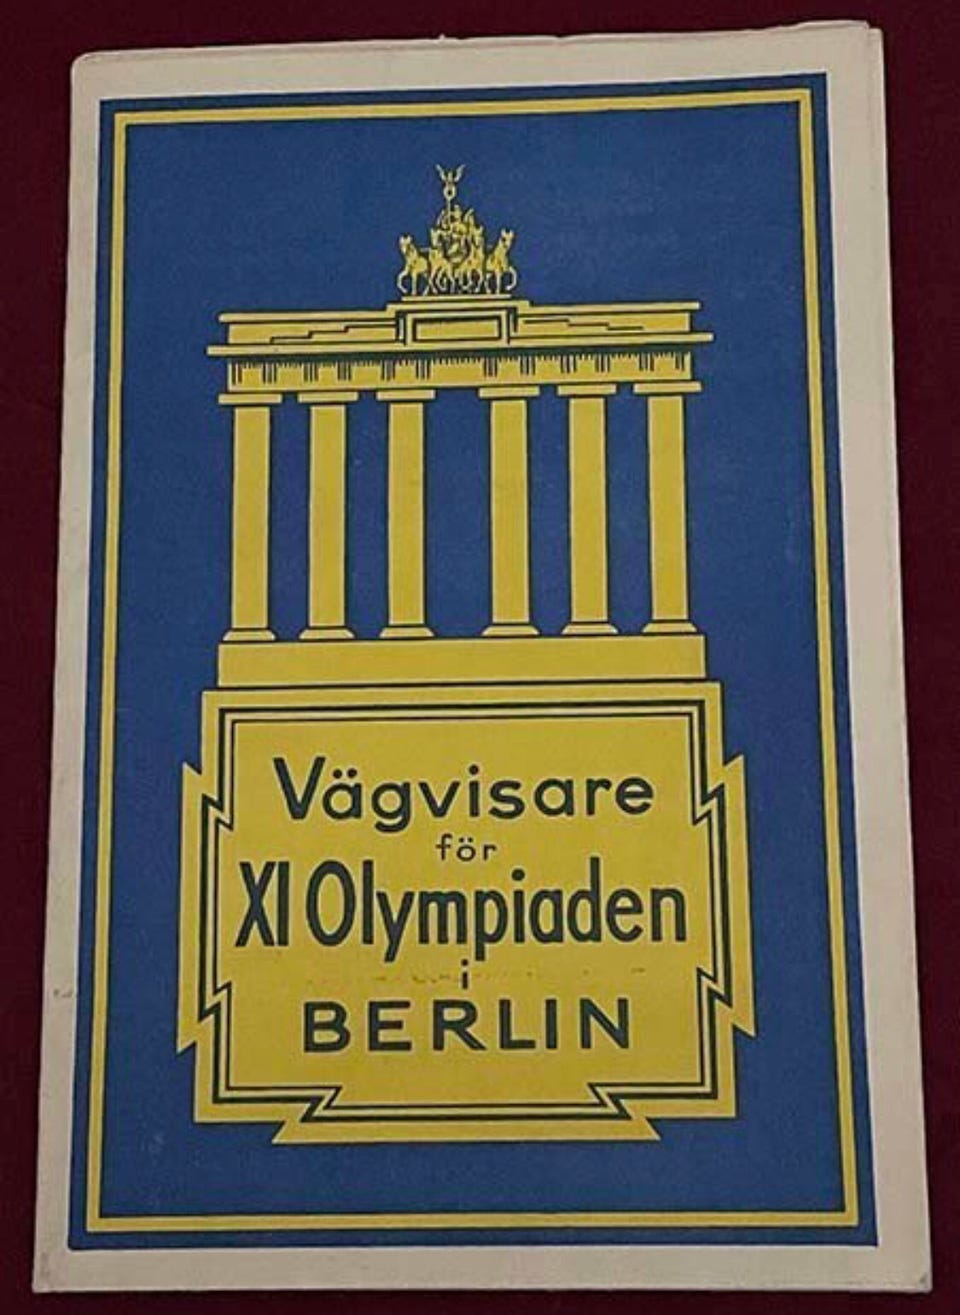 Vägvisare
för
XI Olympiaden
i
BERLIN